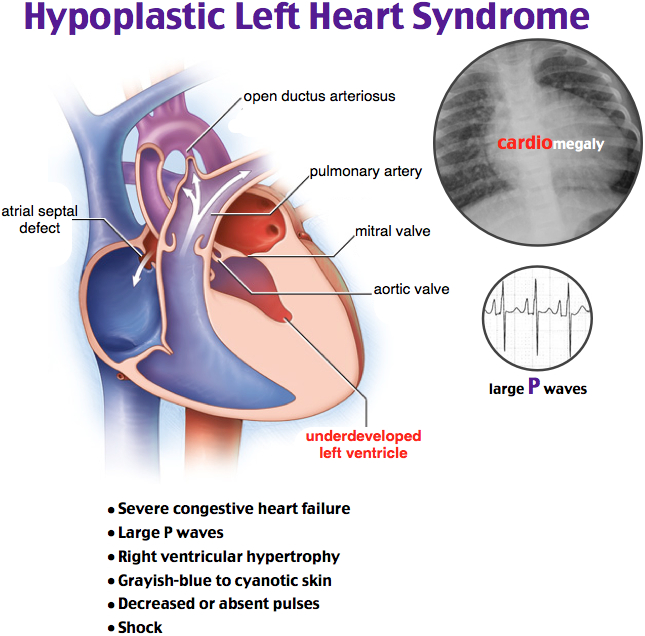 Hypoplastic Left Heart Syndrome
open ductus arteriosus
cardiomegaly
pulmonary artery
atrial septal
defect
mitral valve
aortic valve
large P waves
underdeveloped
left ventricle
• Severe congestive heart failure
• Large P waves
• Right ventricular hypertrophy
• Grayish-blue to cyanotic skin
• Decreased or absent pulses
• Shock